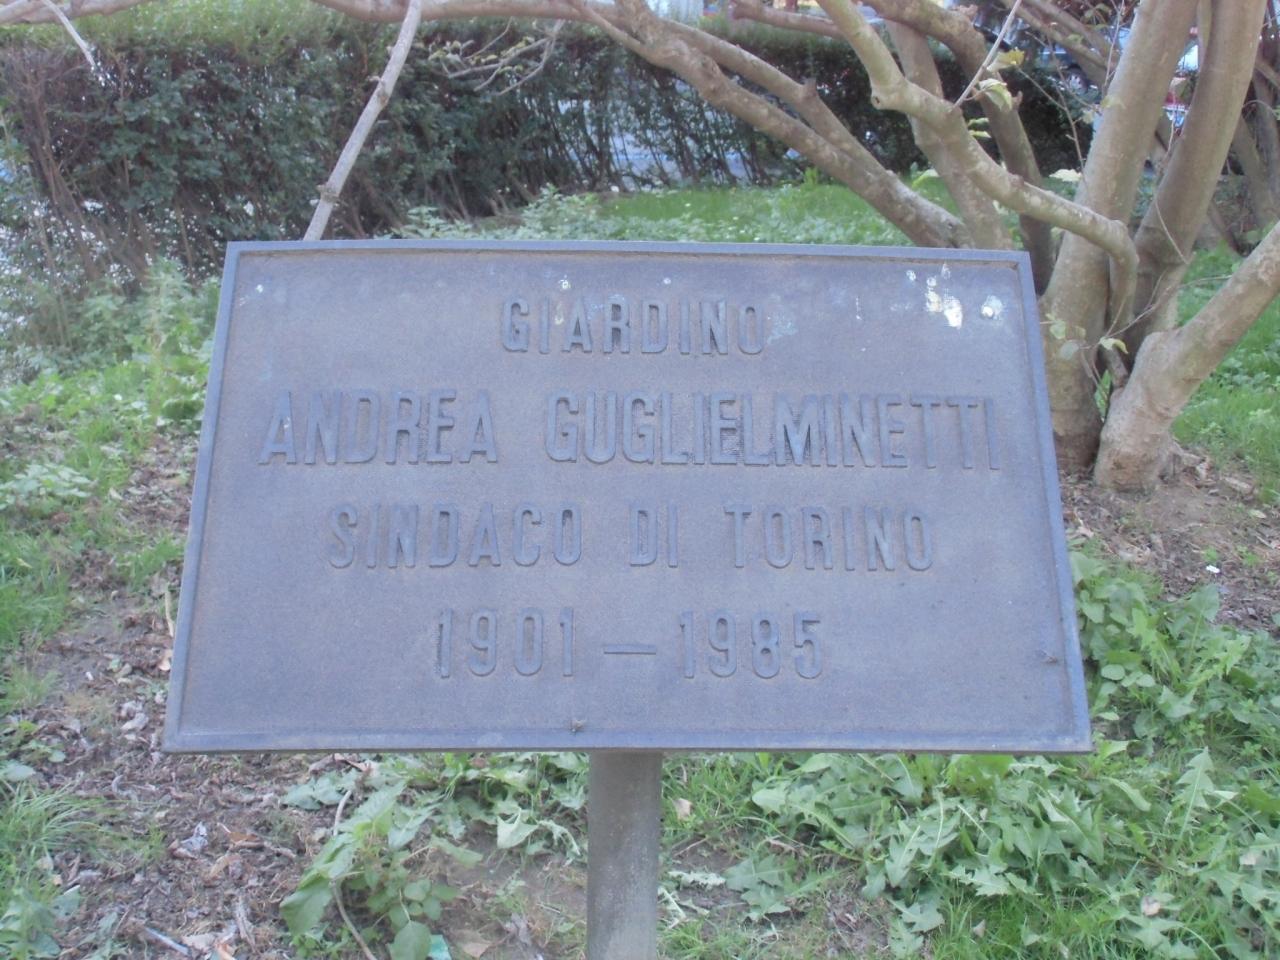 GIARDINO
ANDREA GUGLIELMINETTI
SINDACO DI TORINO
1901 — 1985